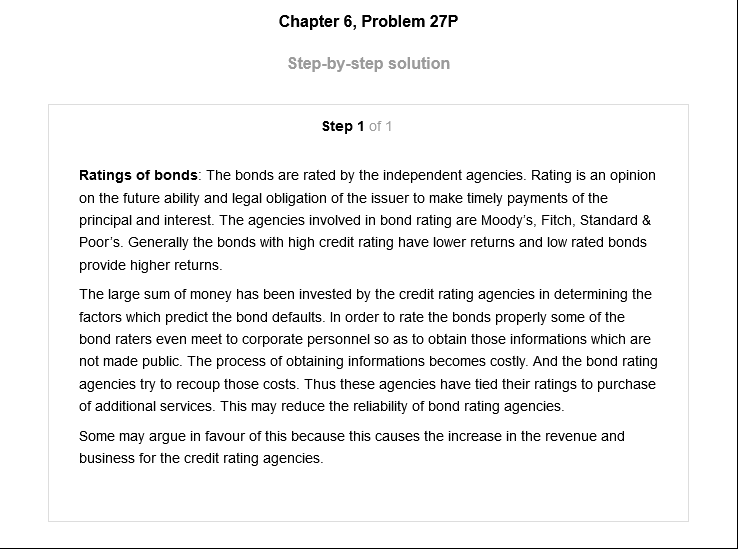 Chapter 6, Problem 27P
Step-by-step solution
Step 1 of 1
Ratings of bonds: The bonds are rated by the independent agencies. Rating is an opinion
on the future ability and legal obligation of the issuer to make timely payments of the
principal and interest. The agencies involved in bond rating are Moody’s, Fitch, Standard &
Poor’s. Generally the bonds with high credit rating have lower returns and low rated bonds
provide higher returns.
The large sum of money has been invested by the credit rating agencies in determining the
factors which predict the bond defaults. In order to rate the bonds properly some of the
bond raters even meet to corporate personnel so as to obtain those informations which are
not made public. The process of obtaining informations becomes costly. And the bond rating
agencies try to recoup those costs. Thus these agencies have tied their ratings to purchase
of additional services. This may reduce the reliability of bond rating agencies.
Some may argue in favour of this because this causes the increase in the revenue and
business for the credit rating agencies.